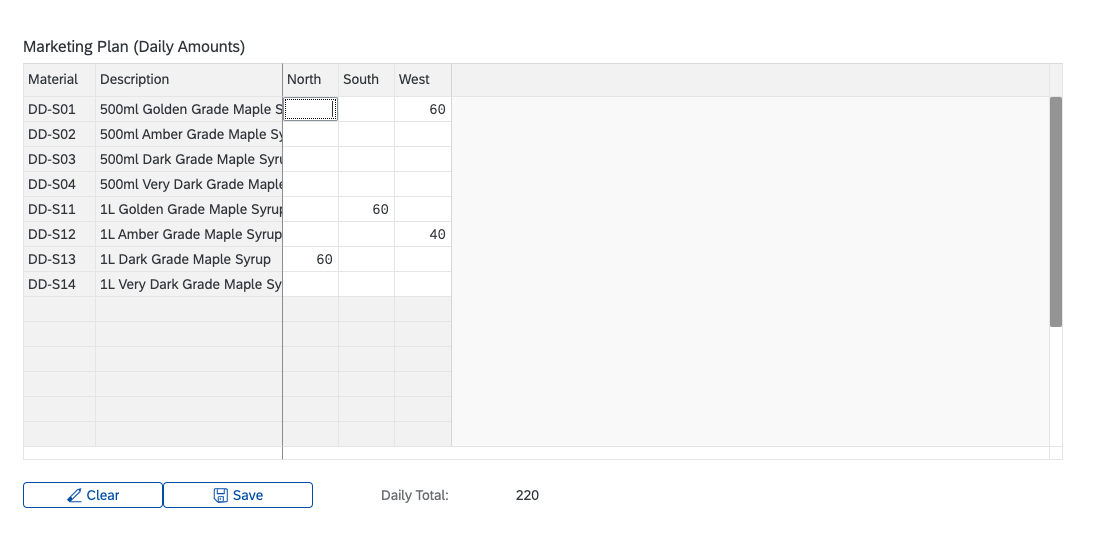 Marketing Plan (Daily Amounts)
Material Description North South West
DD-S01 500ml Golden Grade Maple S 60
DD-S02 500ml Amber Grade Maple Sy
DD-S03 500ml Dark Grade Maple Syru
DD-S04 500ml Very Dark Grade Maple
DD-S11 1L Golden Grade Maple Syrup 60
DD-S12 1L Amber Grade Maple Syrup 40
DD-S13 1L Dark Grade Maple Syrup 60
DD-S14 1L Very Dark Grade Maple Sy
Clear Save Daily Total: 220